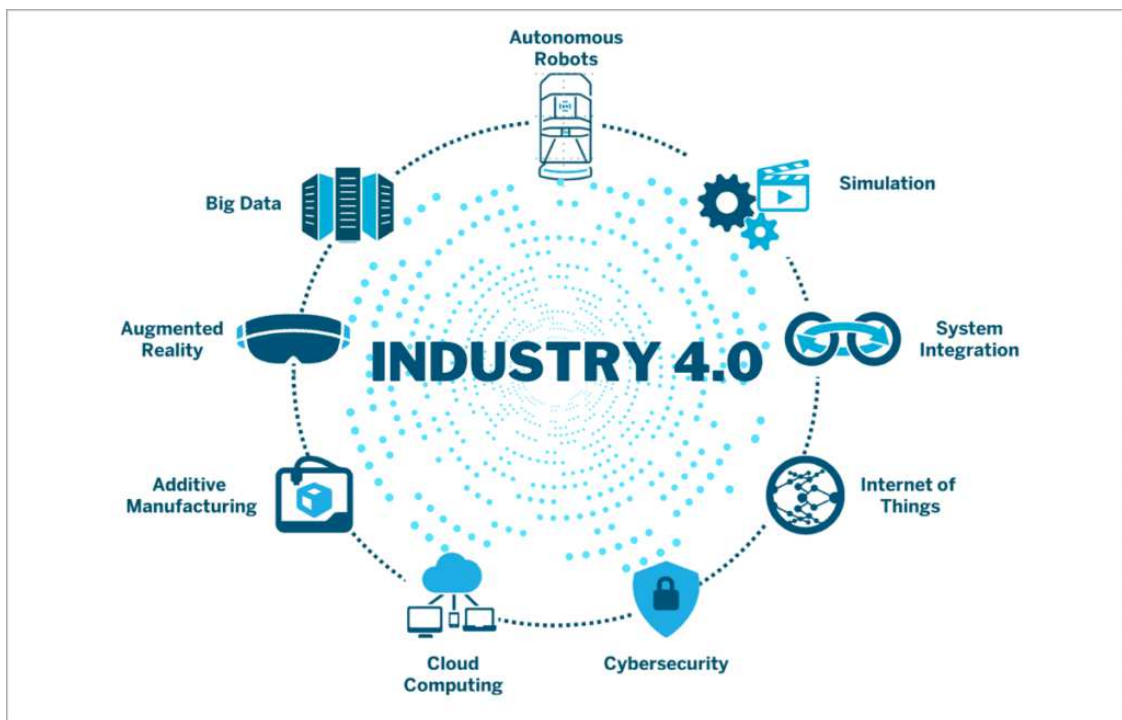 Autonomous
Robots
Simulation
System
Integration
Internet of
Things
Cybersecurity
Cloud
Computing
Additive
Manufacturing
Augmented
Reality
Big Data
INDUSTRY 4.0